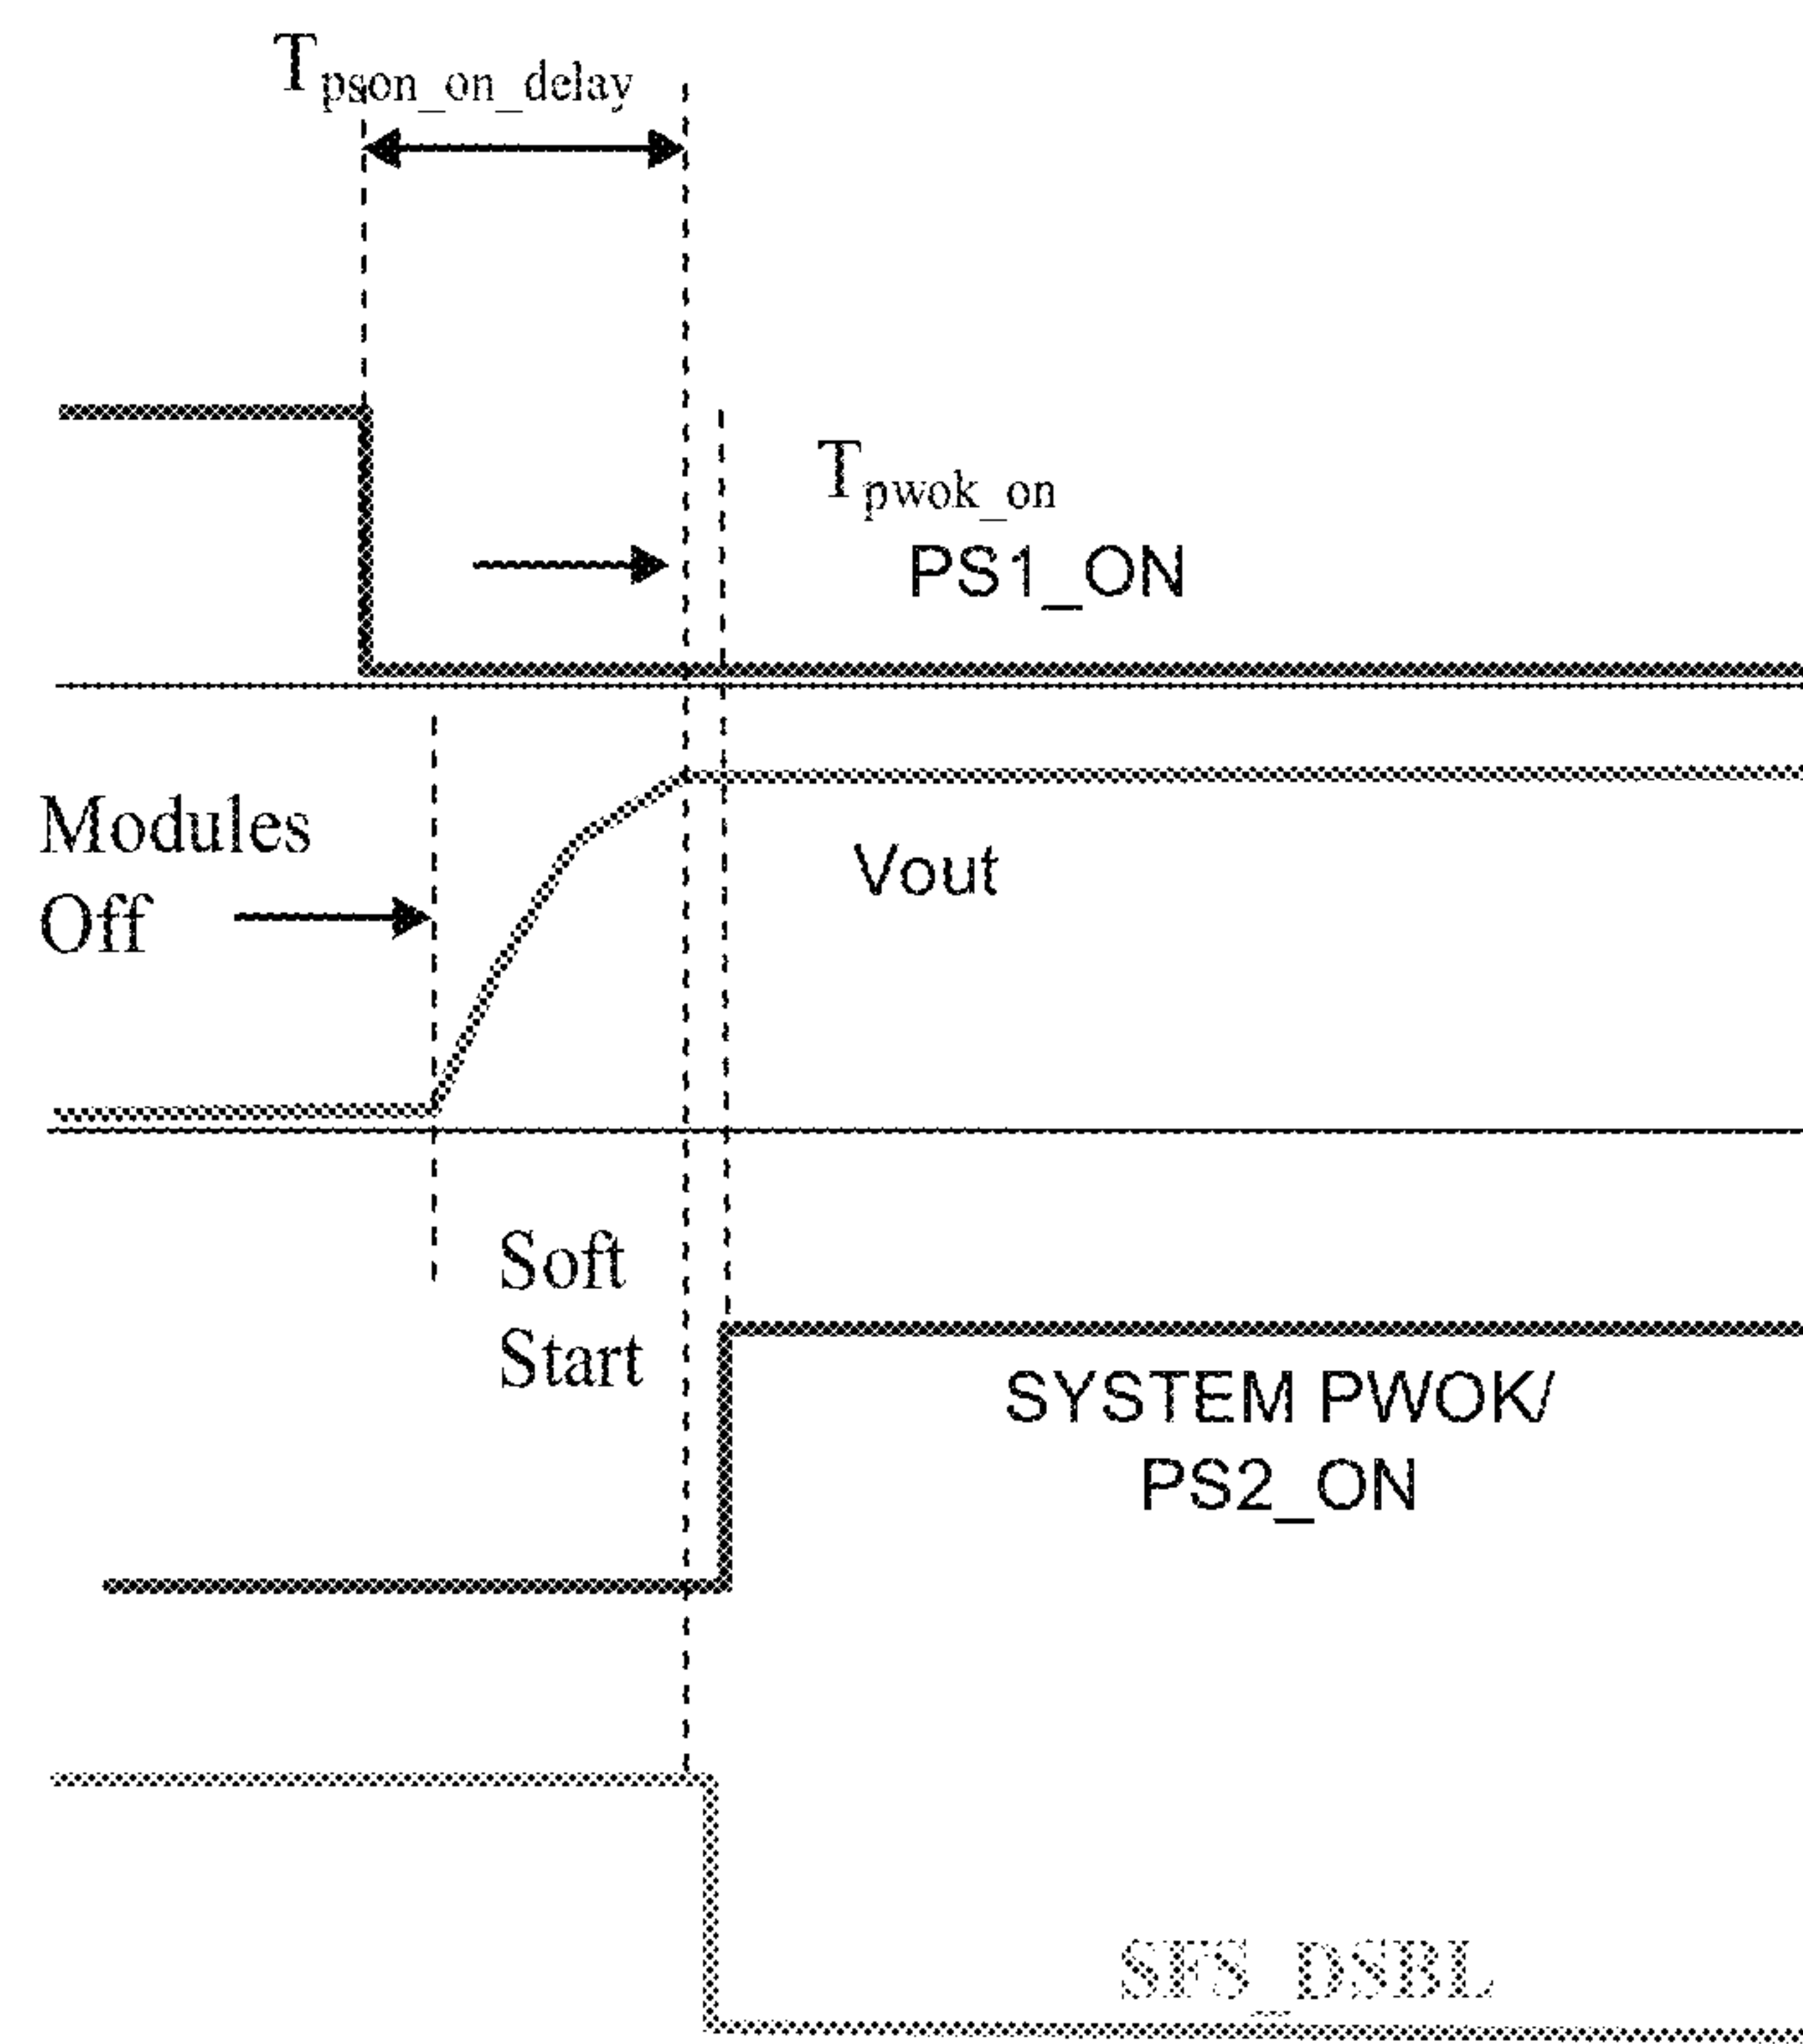 Tpson_on_delay
Tpwok_on
PS1_ON
Modules
Off
Vout
Soft
Start
SYSTEM PWOK/
PS2_ON
SFS_DSBL